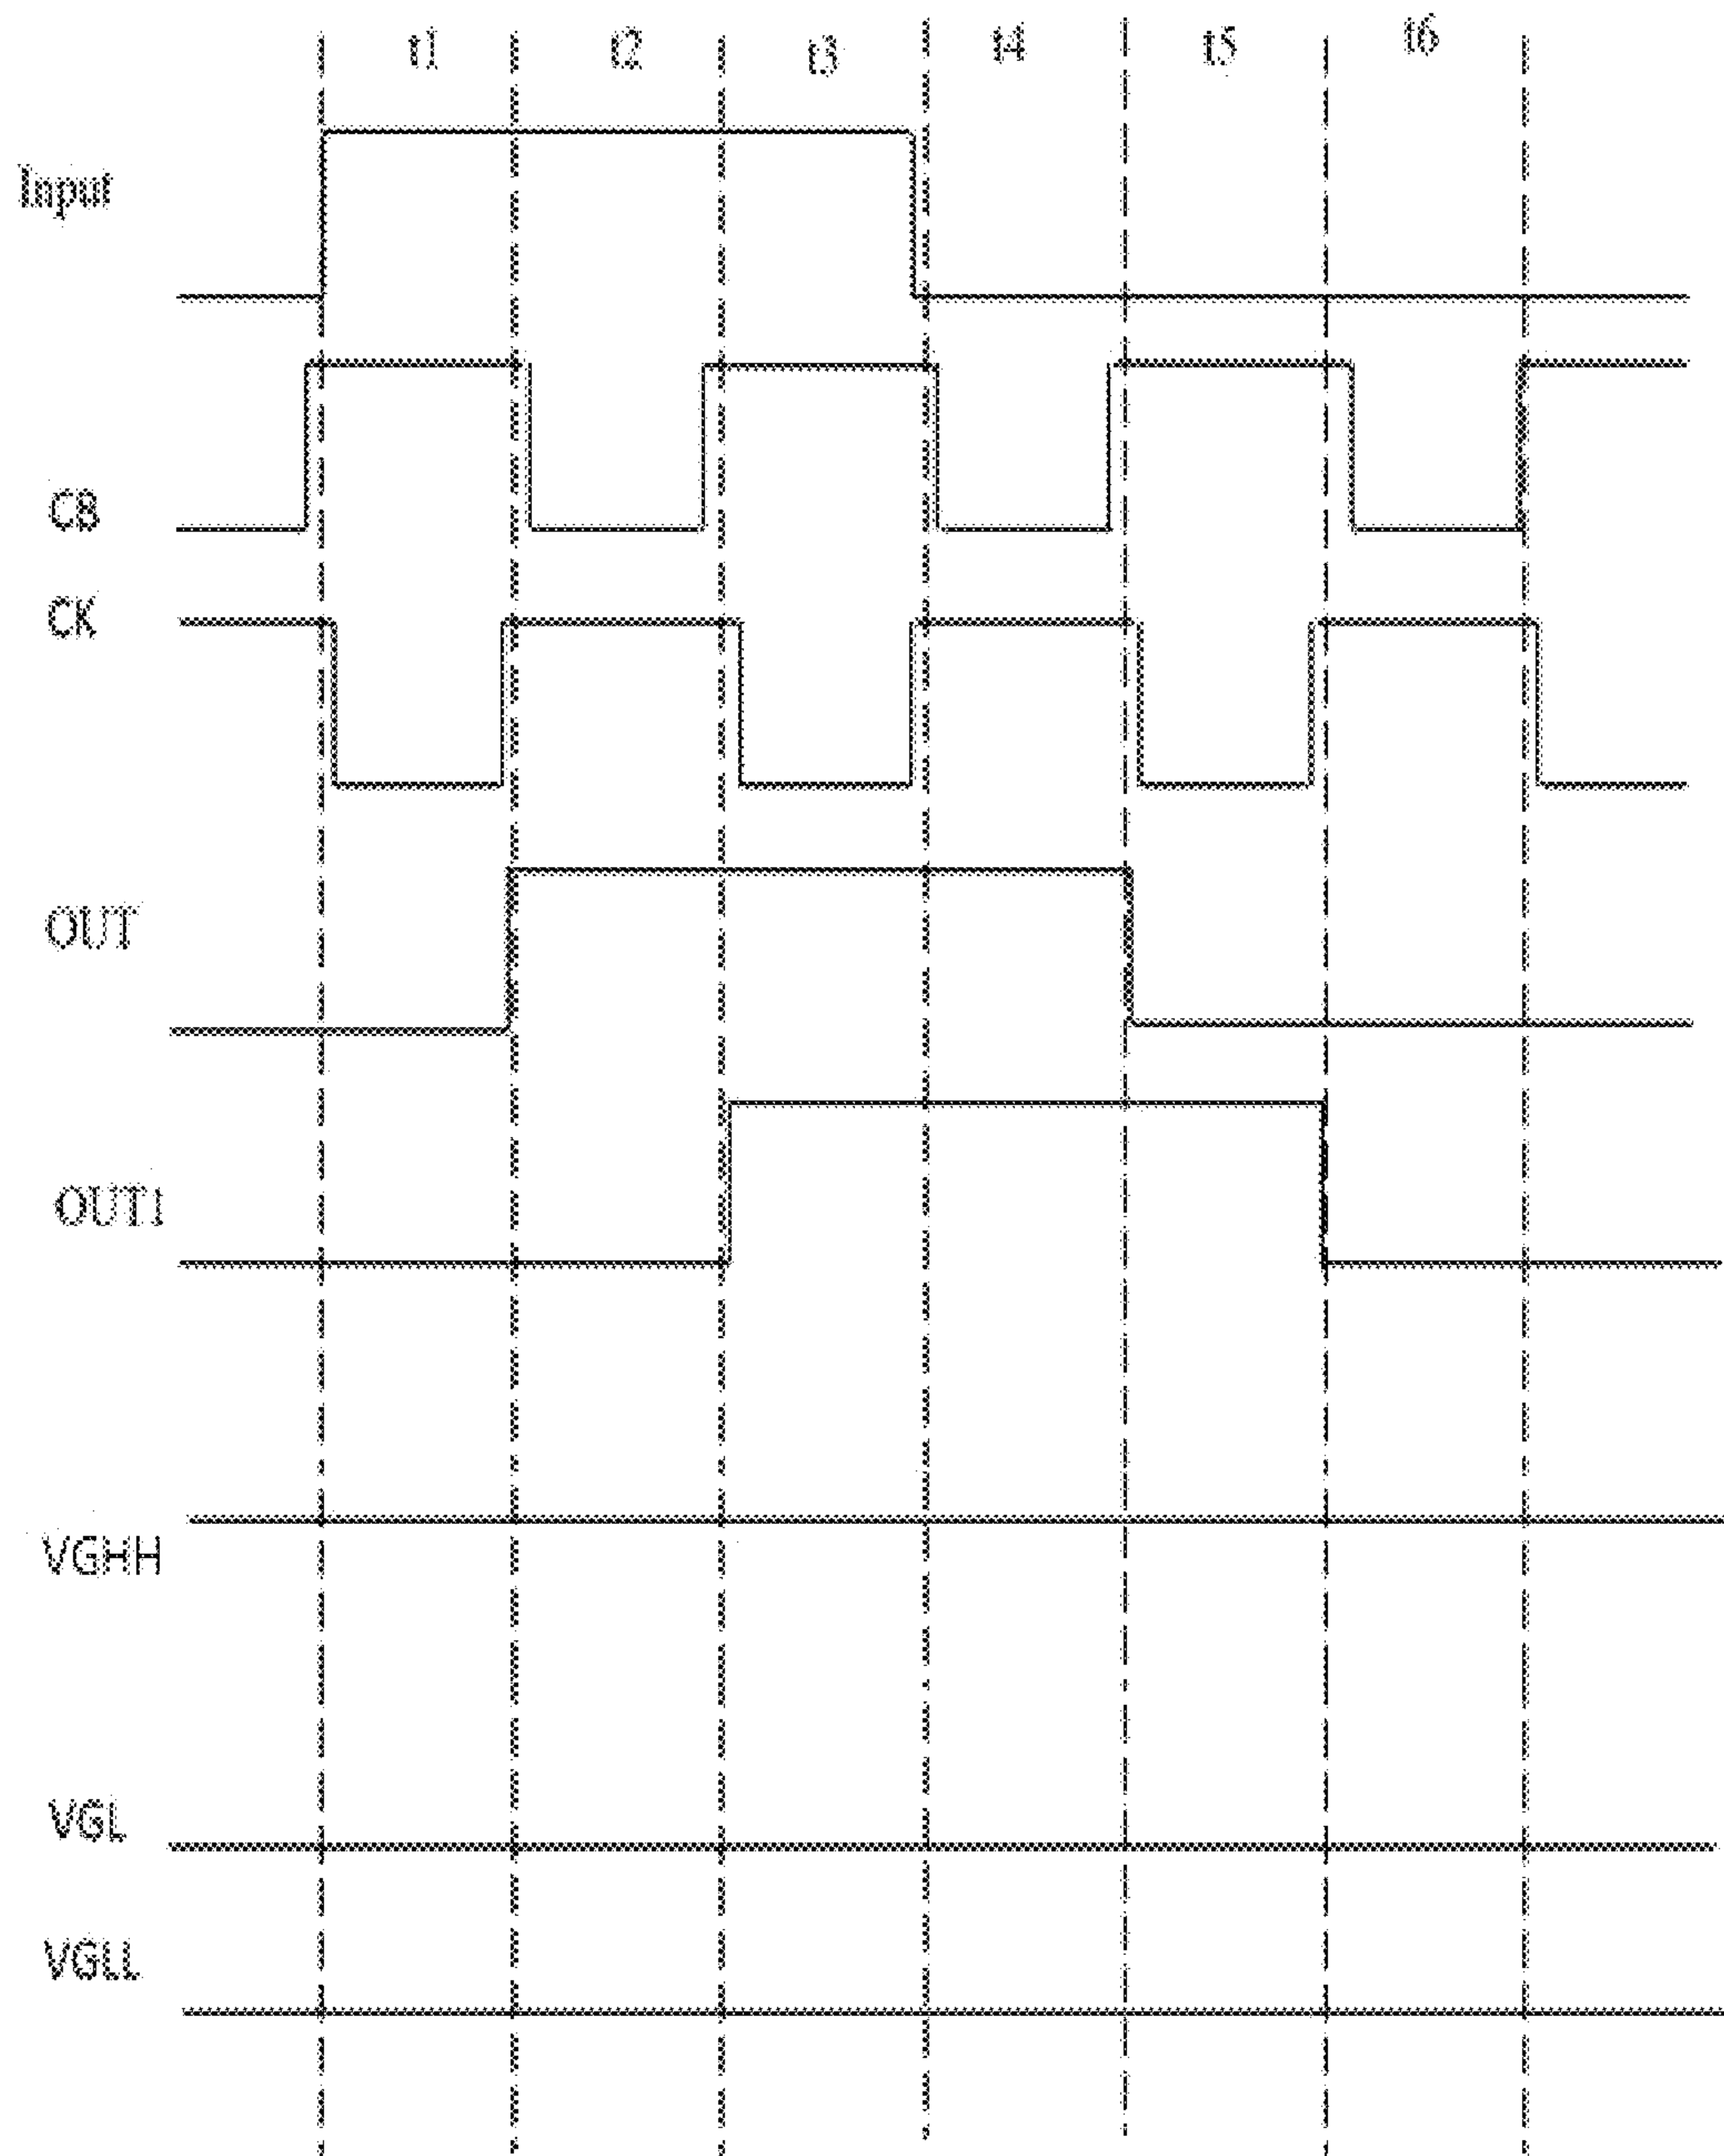 t1 t2 t3 t4 t5 t6
Input
CB
CK
OUT
OUT1
VGHH
VGL
VGLL